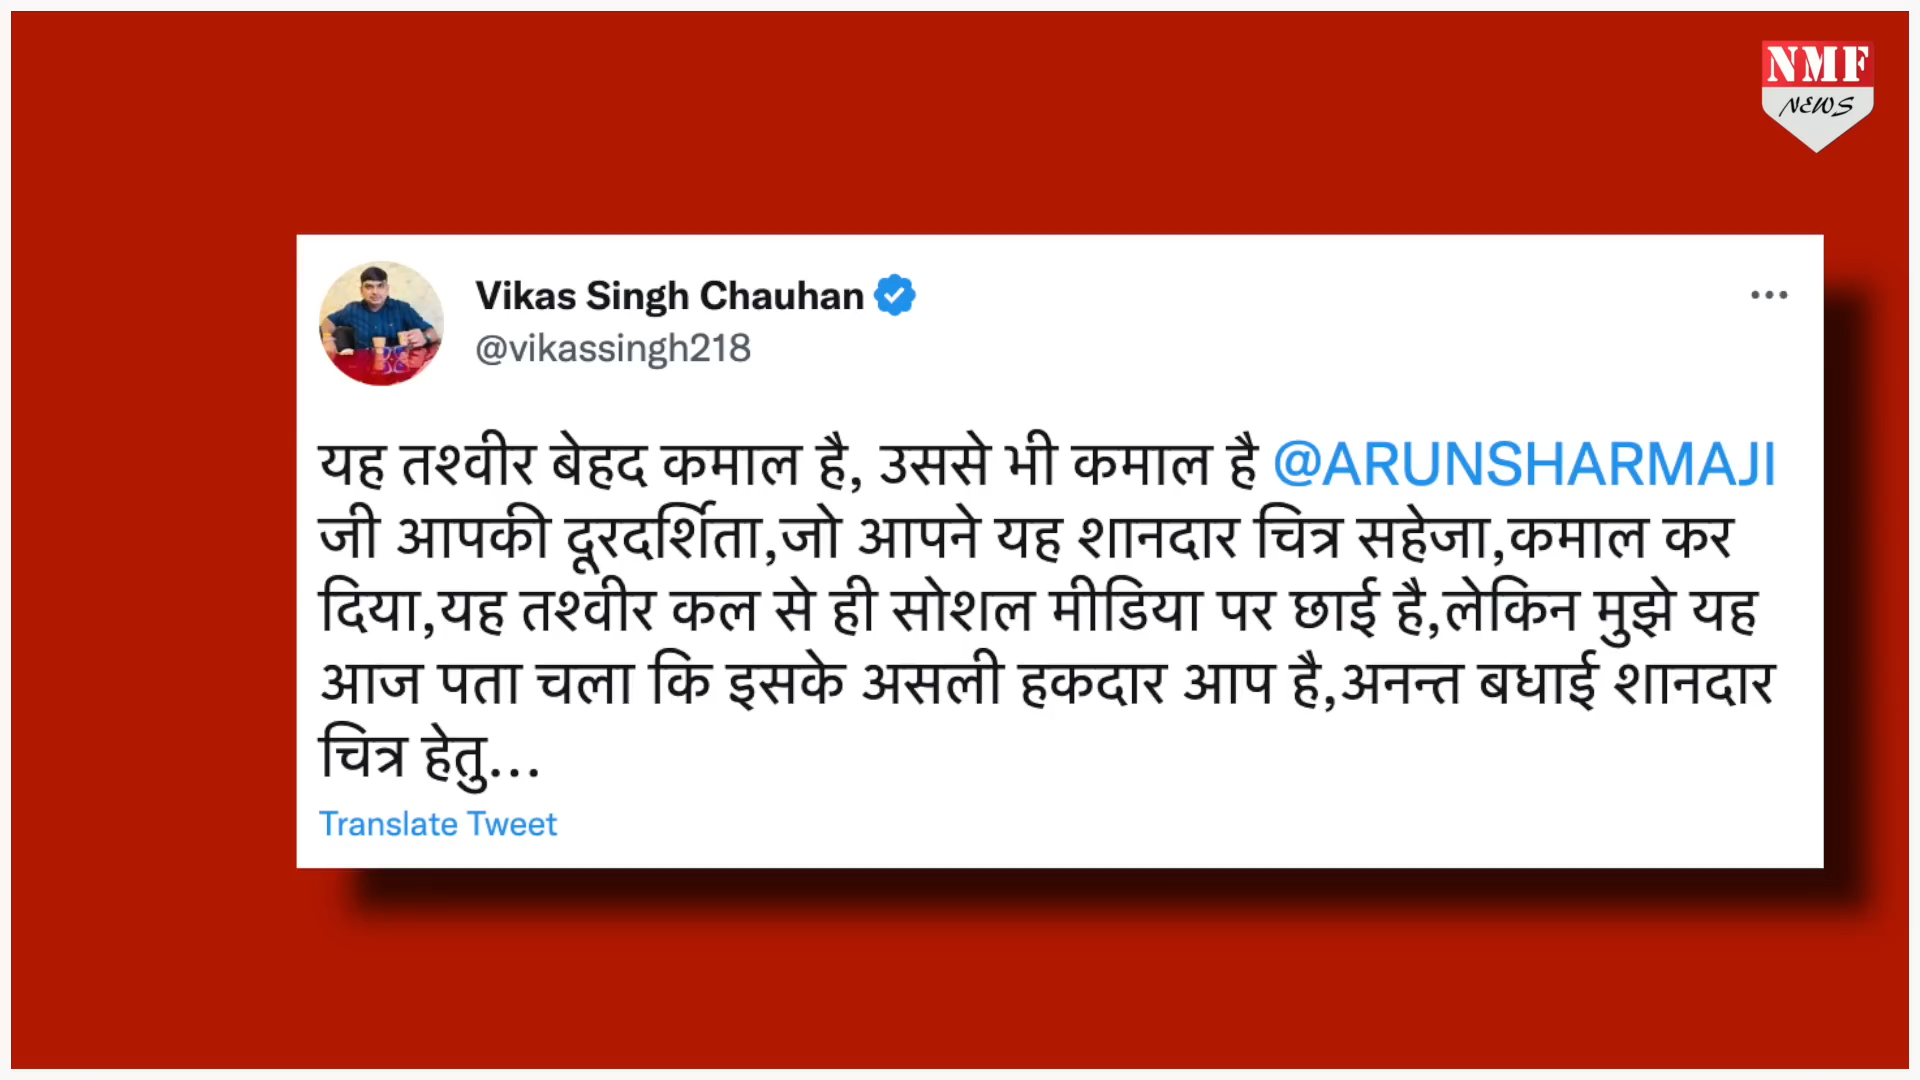 NMF
NEWS
Vikas Singh Chauhan
@vikassingh218
यह तश्वीर बेहद कमाल है, उससे भी कमाल है @ARUNSHARMAJI
जी आपकी दूरदर्शिता,जो आपने यह शानदार चित्र सहेजा,कमाल कर
दिया,यह तश्वीर कल से ही सोशल मीडिया पर छाई है,लेकिन मुझे यह
आज पता चला कि इसके असली हकदार आप है,अनन्त बधाई शानदार
चित्र हेतु...
Translate Tweet